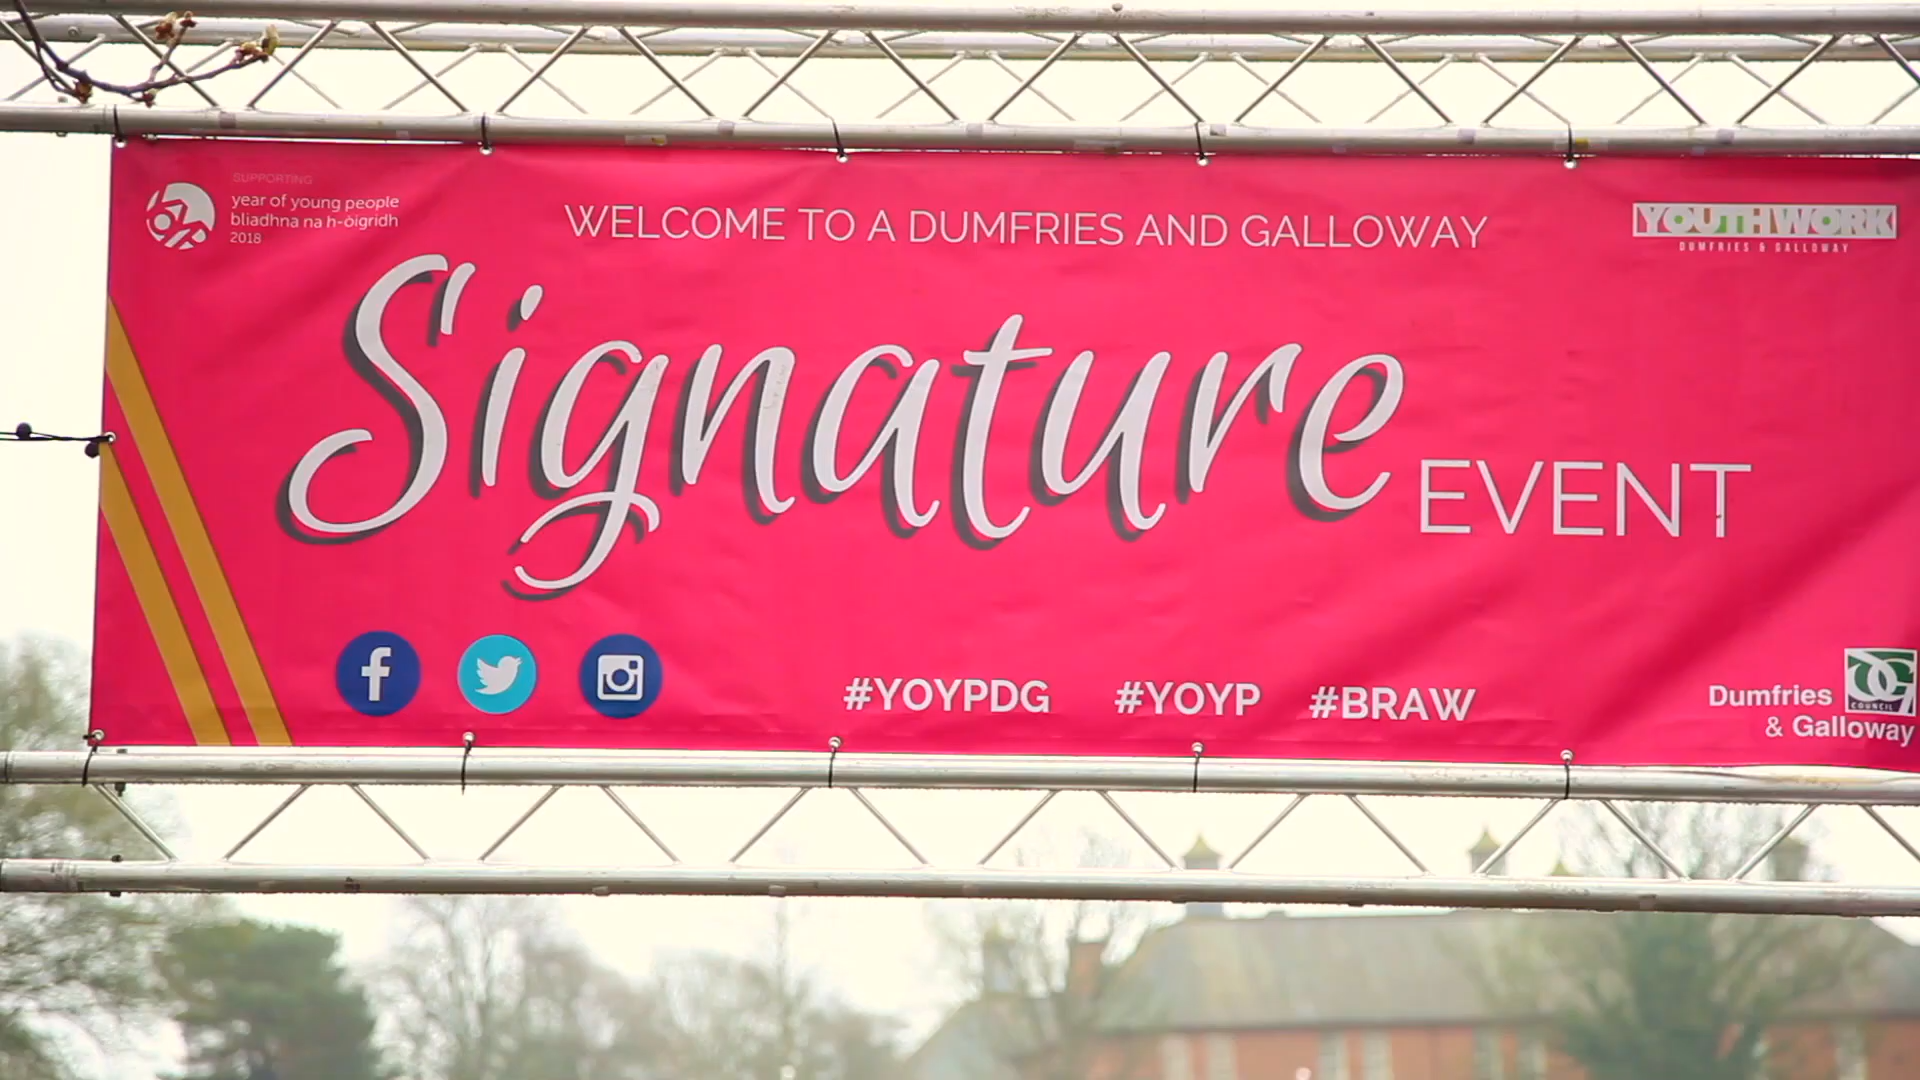 SUPPORTING
year of young people
bliadhna na h-òigridh
2018
WELCOME TO A DUMFRIES AND GALLOWAY
YOUTHWORK
DUMFRIES & GALLOWAY
Signature EVENT
#YOYPDG #YOYP #BRAW
Dumfries
COUNCIL
& Galloway